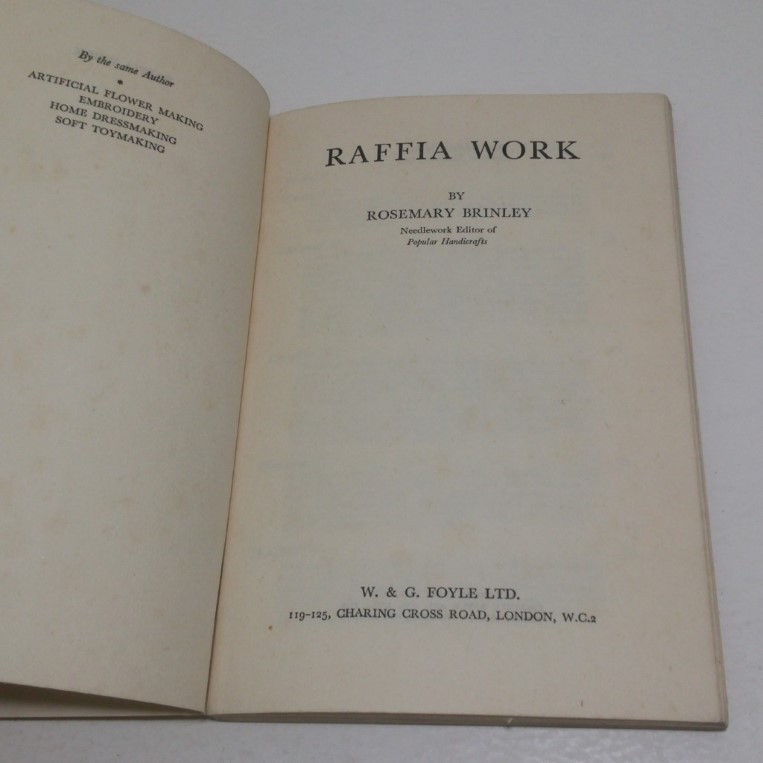 By the same Author
ARTIFICIAL FLOWER MAKING
EMBROIDERY
HOME DRESSMAKING
SOFT TOYMAKING
RAFFIA WORK
BY
ROSEMARY BRINLEY
Needlework Editor of
Popular Handicrafts
W. & G. FOYLE LTD.
119-125, CHARING CROSS ROAD, LONDON, W.C.2